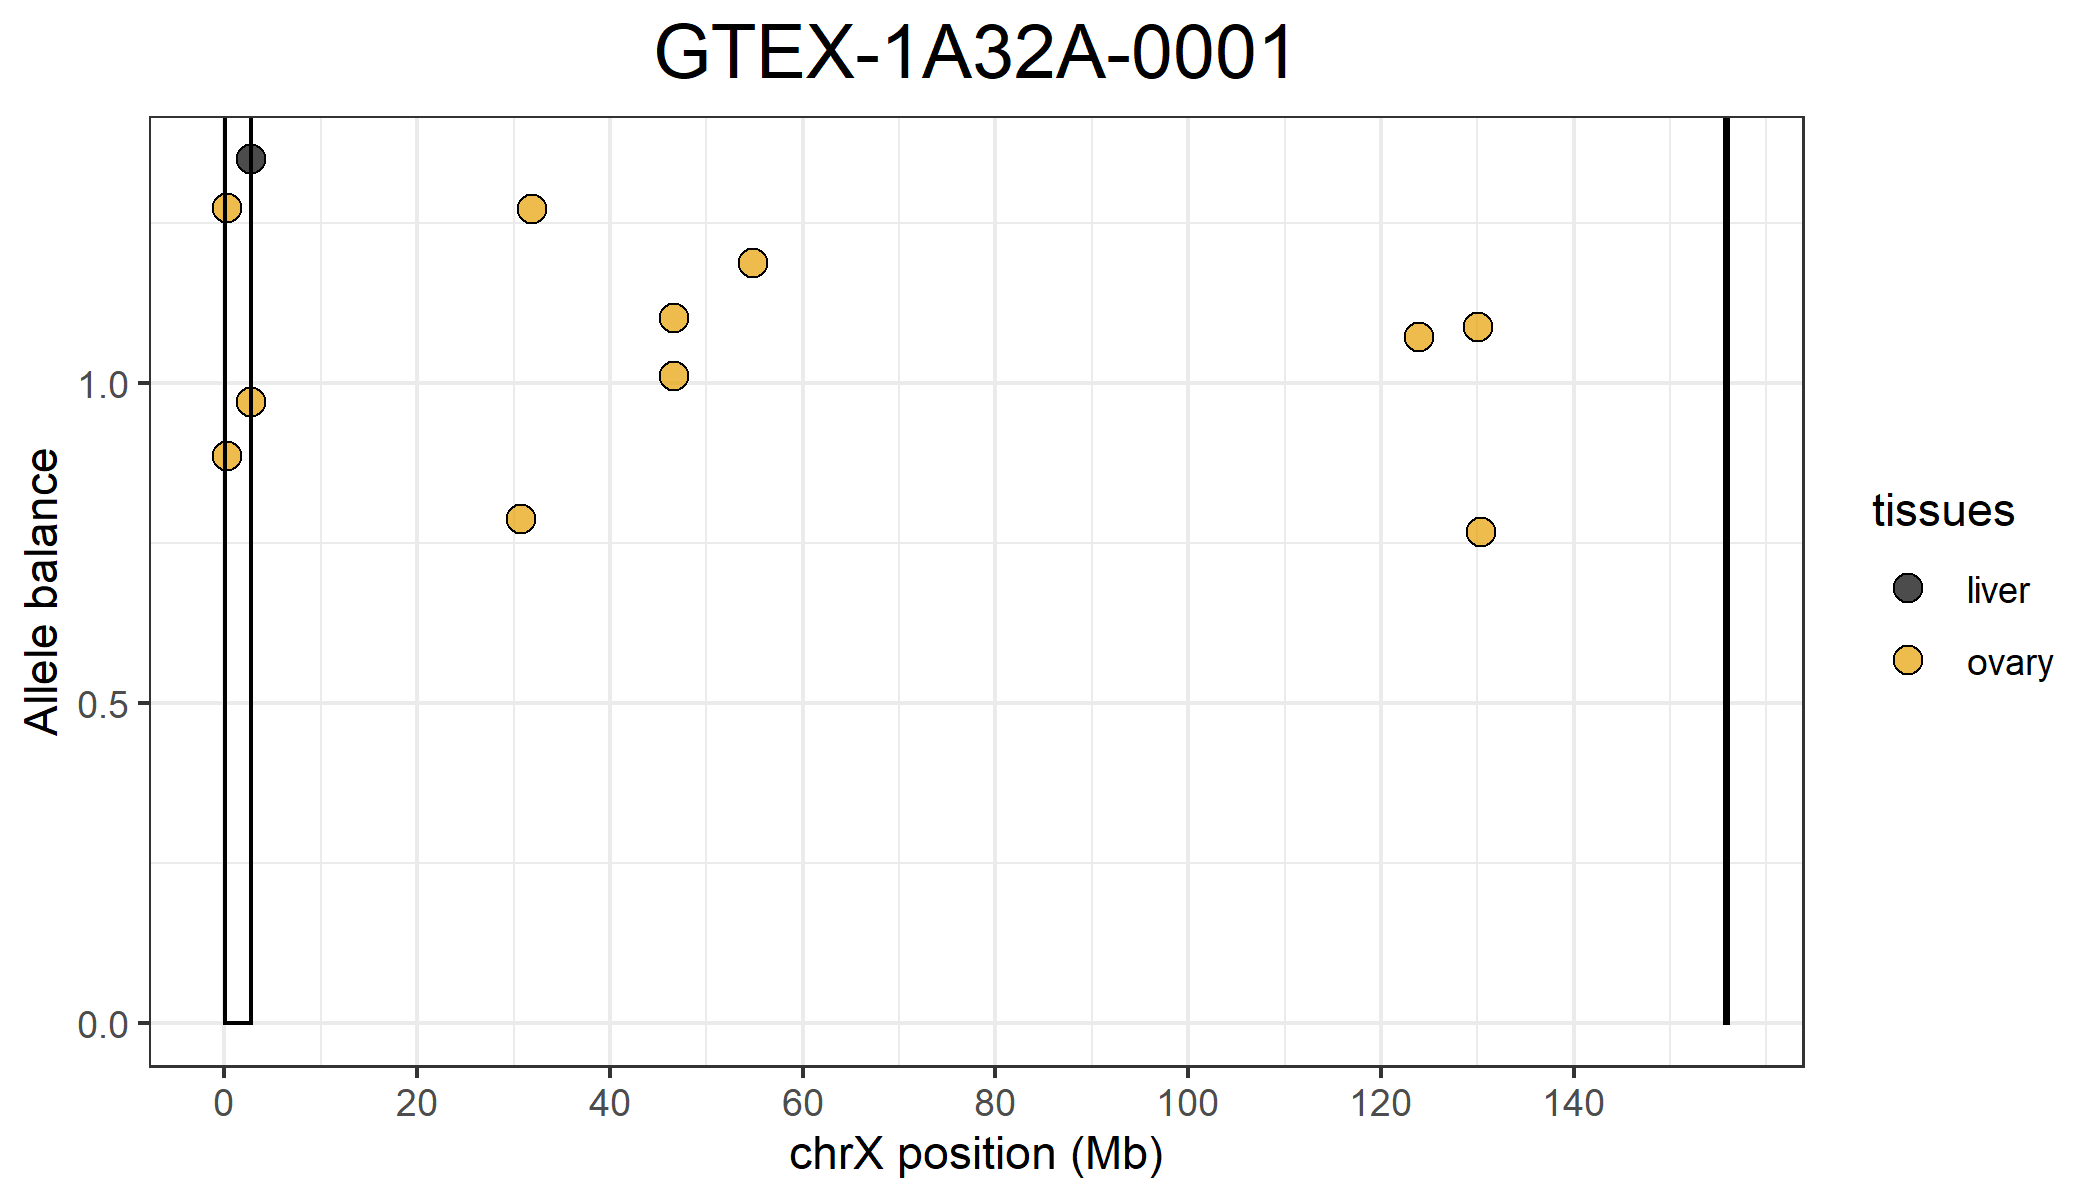 GTEX-1A32A-0001
Allele balance
1.0
0.5
0.0
0 20 40 60 80 100 120 140
chrX position (Mb)
tissues
liver
ovary